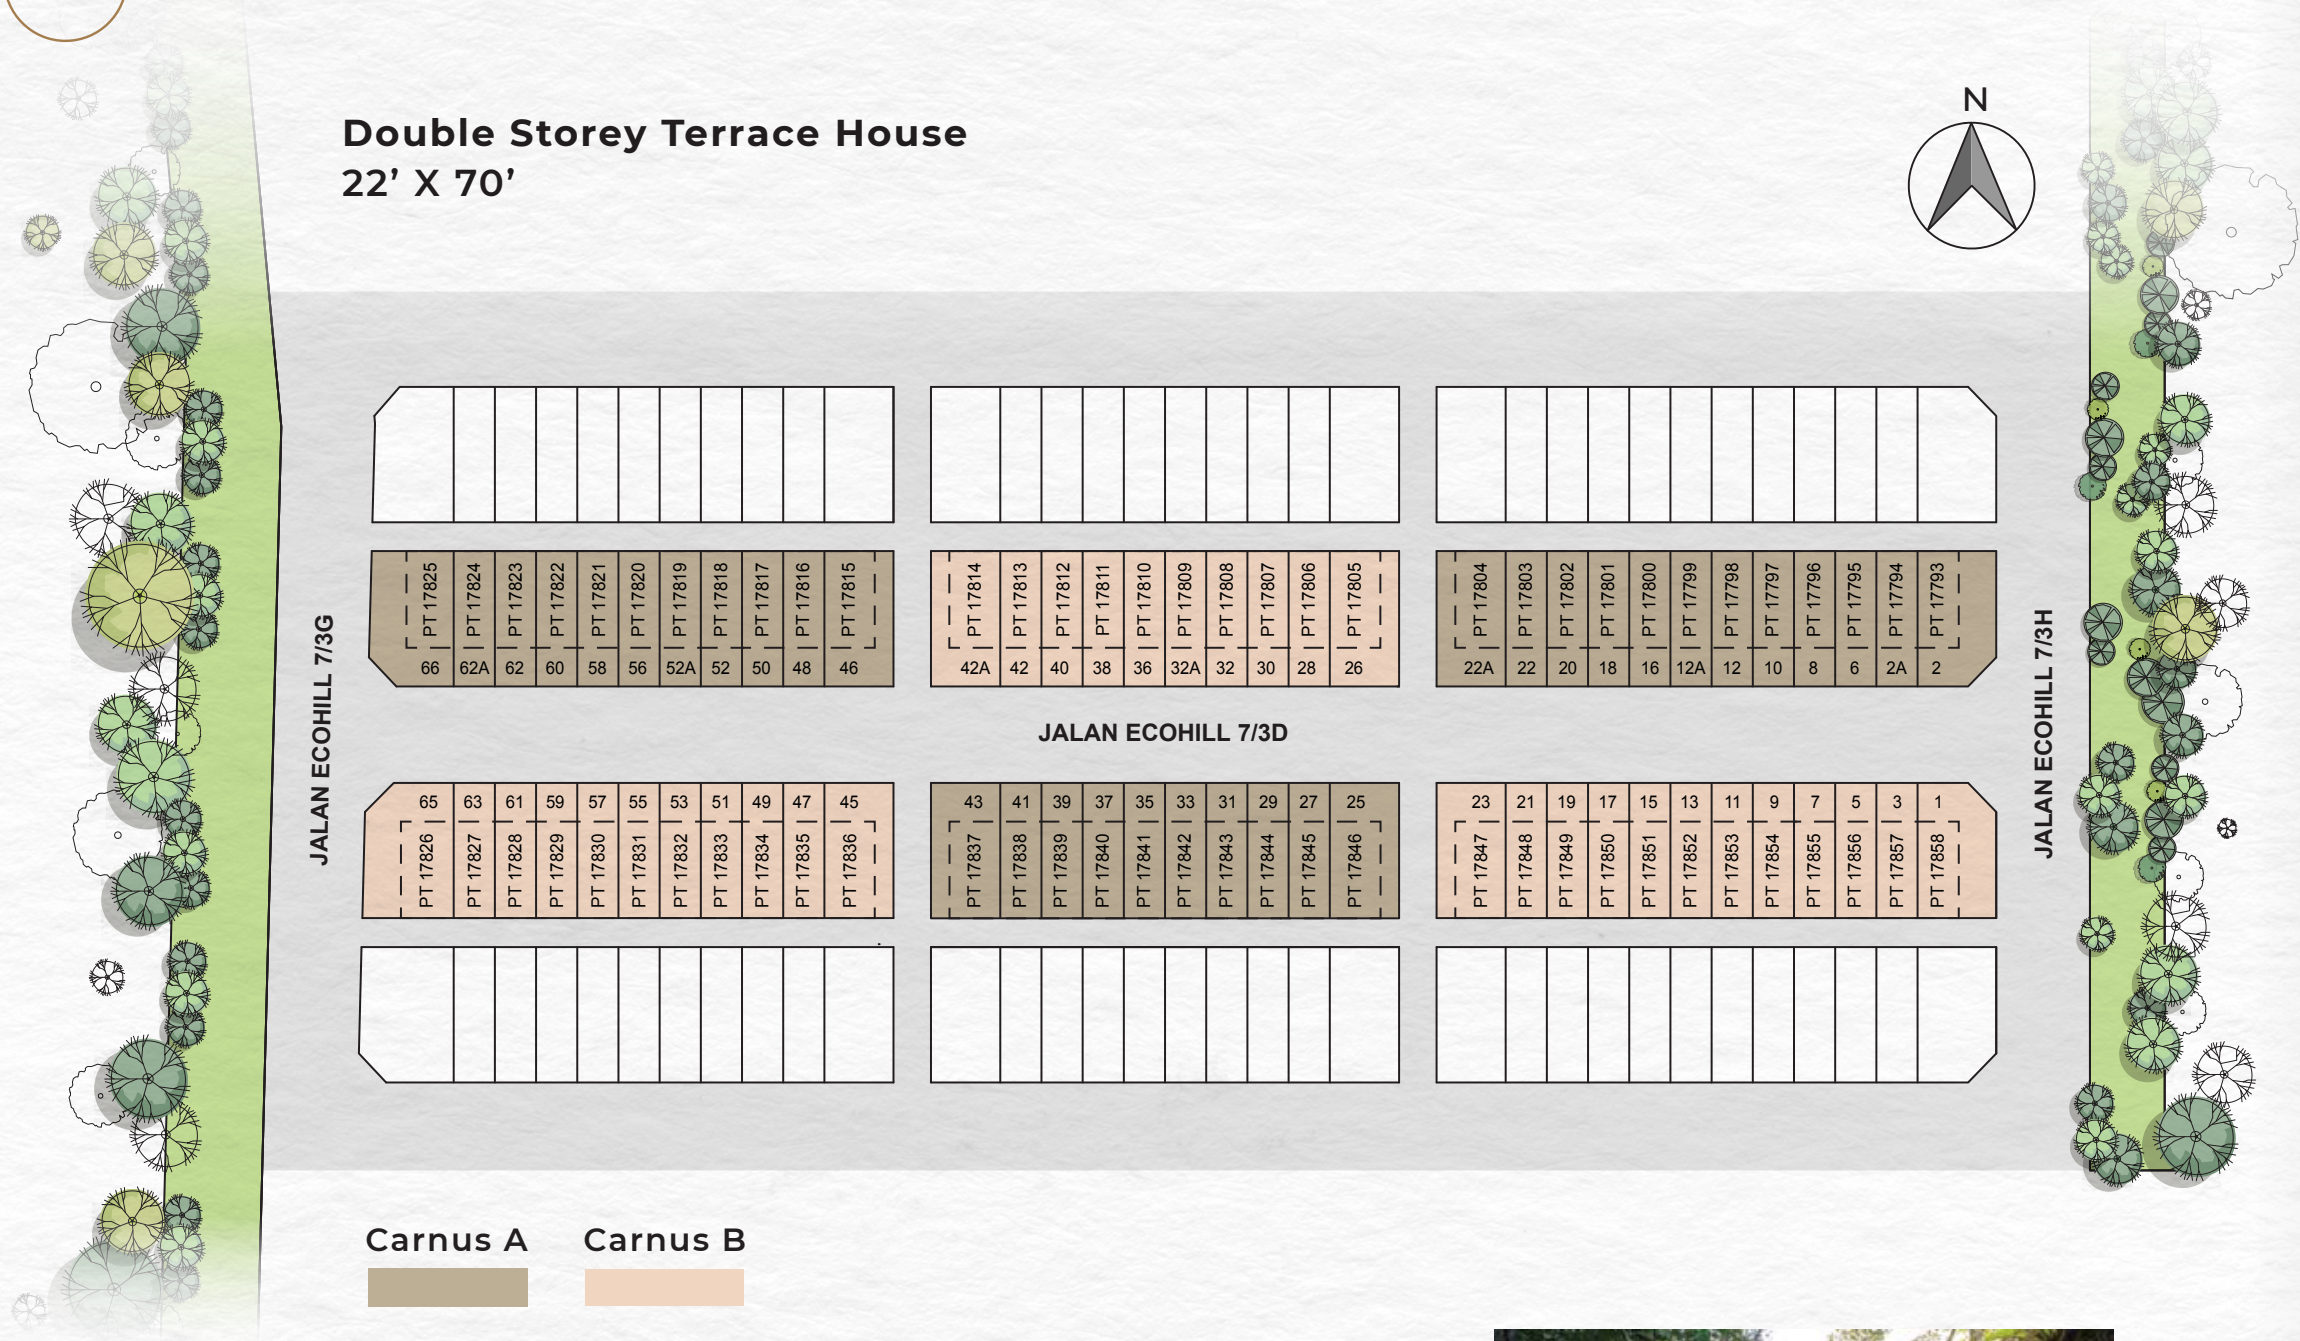 N
Double Storey Terrace House
22’ X 70’
PT 17825 PT 17824 PT 17823 PT 17822 PT 17821 PT 17820 PT 17819 PT 17818 PT 17817 PT 17816 PT 17815
66 62A 62 60 58 56 52A 52 50 48 46
PT 17814 PT 17813 PT 17812 PT 17811 PT 17810 PT 17809 PT 17808 PT 17807 PT 17806 PT 17805
42A 42 40 38 36 32A 32 30 28 26
PT 17804 PT 17803 PT 17802 PT 17801 PT 17800 PT 17799 PT 17798 PT 17797 PT 17796 PT 17795 PT 17794 PT 17793
22A 22 20 18 16 12A 12 10 8 6 2A 2
JALAN ECOHILL 7/3G
JALAN ECOHILL 7/3D
JALAN ECOHILL 7/3H
65 63 61 59 57 55 53 51 49 47 45
PT 17826 PT 17827 PT 17828 PT 17829 PT 17830 PT 17831 PT 17832 PT 17833 PT 17834 PT 17835 PT 17836
43 41 39 37 35 33 31 29 27 25
PT 17837 PT 17838 PT 17839 PT 17840 PT 17841 PT 17842 PT 17843 PT 17844 PT 17845 PT 17846
23 21 19 17 15 13 11 9 7 5 3 1
PT 17847 PT 17848 PT 17849 PT 17850 PT 17851 PT 17852 PT 17853 PT 17854 PT 17855 PT 17856 PT 17857 PT 17858
Carnus A
Carnus B